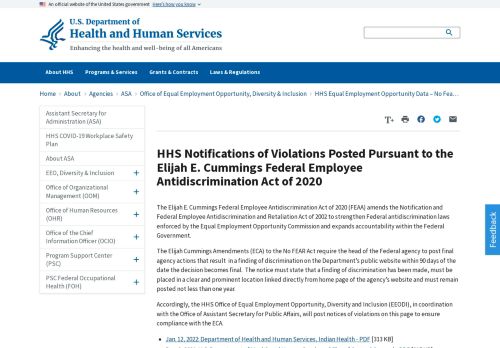 An official website of the United States government Here's how you know
U.S. Department of
Health and Human Services
Enhancing the health and well-being of all Americans
About HHS Programs & Services Grants & Contracts Laws & Regulations
Home › About › Agencies › ASA › Office of Equal Employment Opportunity, Diversity & Inclusion › HHS Equal Employment Opportunity Data – No Fea...
Assistant Secretary for
Administration (ASA)
HHS COVID-19 Workplace Safety
Plan
About ASA
EEO, Diversity & Inclusion +
Office of Organizational
Management (OOM) +
Office of Human Resources
(OHR) +
Office of the Chief
Information Officer (OCIO) +
Program Support Center
(PSC) +
PSC Federal Occupational
Health (FOH) +
T+
HHS Notifications of Violations Posted Pursuant to the
Elijah E. Cummings Federal Employee
Antidiscrimination Act of 2020
The Elijah E. Cummings Federal Employee Antidiscrimination Act of 2020 (FEAA) amends the Notification and
Federal Employee Antidiscrimination and Retaliation Act of 2002 to strengthen Federal antidiscrimination laws
enforced by the Equal Employment Opportunity Commission and expands accountability within the Federal
Government.
The Elijah Cummings Amendments (ECA) to the No FEAR Act require the head of the Federal agency to post final
agency actions that result in a finding of discrimination on the Department's public website within 90 days of the
date the decision becomes final. The notice must state that a finding of discrimination has been made, must be
placed in a clear and prominent location linked directly from home page of the agency's website and must remain
posted not less than one year.
Accordingly, the HHS Office of Equal Employment Opportunity, Diversity and Inclusion (EEODI), in coordination
with the Office of Assistant Secretary for Public Affairs, will post notices of violations on this page to ensure
compliance with the ECA.
• Jan 12, 2022: Department of Health and Human Services, Indian Health - PDF [313 KB]
Feedback